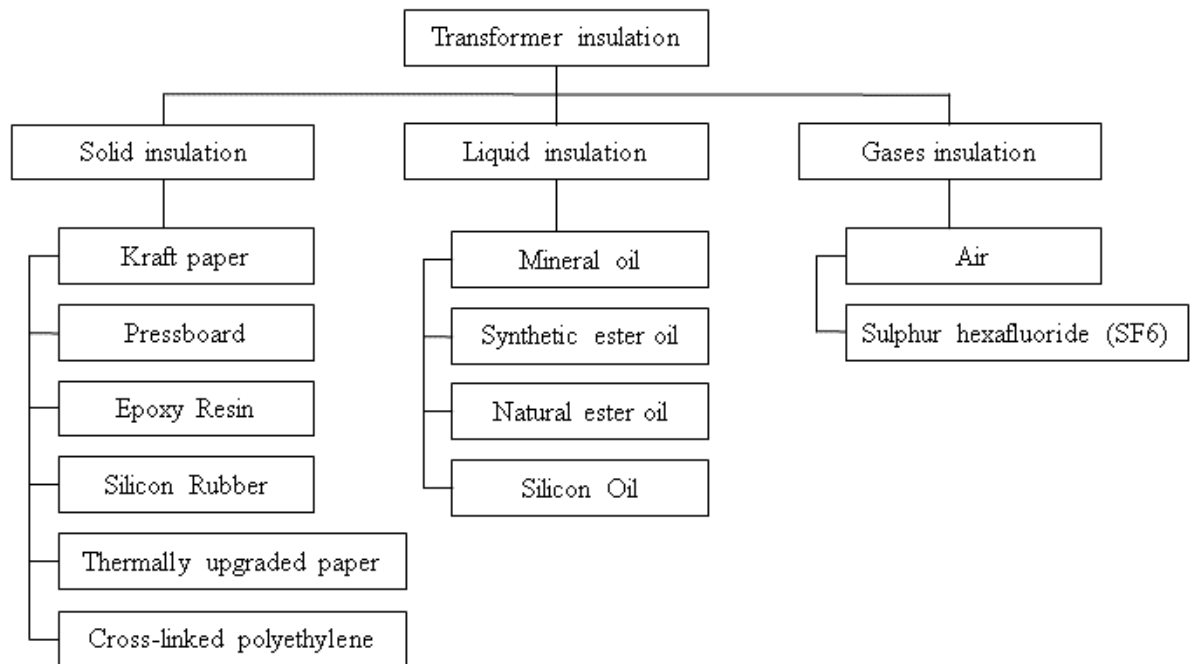 Transformer insulation
Solid insulation
Liquid insulation
Gases insulation
Kraft paper
Pressboard
Epoxy Resin
Silicon Rubber
Thermally upgraded paper
Cross-linked polyethylene
Mineral oil
Synthetic ester oil
Natural ester oil
Silicon Oil
Air
Sulphur hexafluoride (SF6)